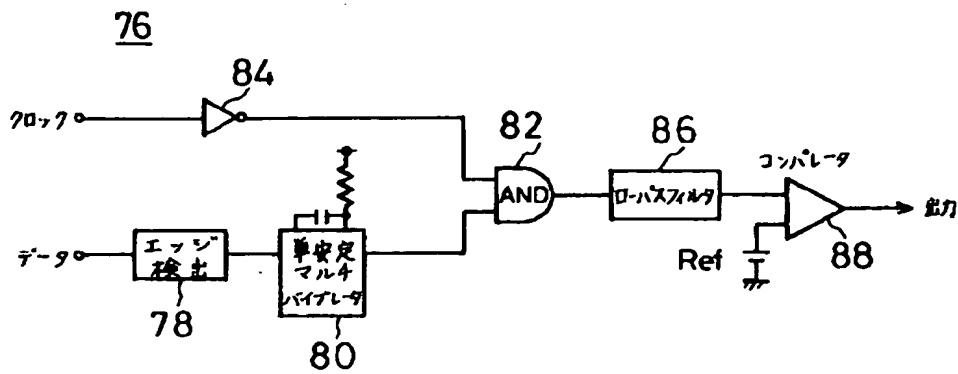 76
84
クロック
82
AND
86
ローパスフィルタ
コンパレータ
出力
88
Ref
データ
エッジ
検出
78
単安定
マルチ
バイブレータ
80